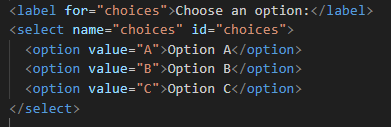 <label for="choices">Choose an option:</label>
<select name="choices" id="choices">
  <option value="A">Option A</option>
  <option value="B">Option B</option>
  <option value="C">Option C</option>
</select>